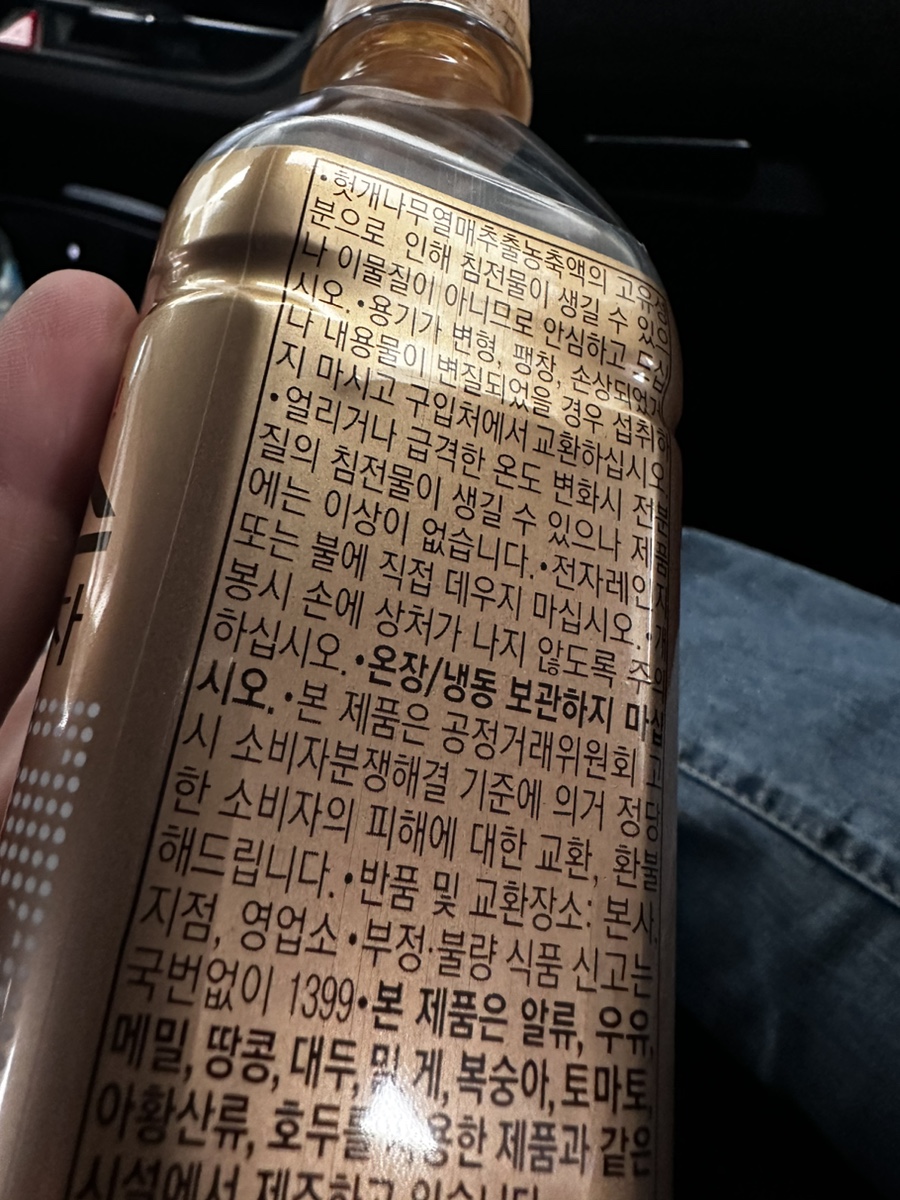 •헛개나무열매추출농축액의 고유성
분으로 인해 침전물이 생길 수 있으
나 이물질이 아니므로 안심하고 드십
시오. •용기가 변형, 팽창, 손상되었거
나 내용물이 변질되었을 경우 섭취하
지 마시고 구입처에서 교환하십시오.
•얼리거나 급격한 온도 변화시 전분
질의 침전물이 생길 수 있으나 제품
에는 이상이 없습니다. •전자레인지
또는 불에 직접 데우지 마십시오. •개
봉시 손에 상처가 나지 않도록 주의
하십시오. •온장/냉동 보관하지 마십
시오. •본 제품은 공정거래위원회 고
시 소비자분쟁해결 기준에 의거 정당
한 소비자의 피해에 대한 교환, 환불
해드립니다. •반품 및 교환장소: 본사,
지점, 영업소 •부정·불량 식품 신고는
국번없이 1399 •본 제품은 알류, 우유,
메밀, 땅콩, 대두, 밀, 게, 복숭아, 토마토,
아황산류, 호두를 사용한 제품과 같은
시설에서 제조하고 있습니다.
차